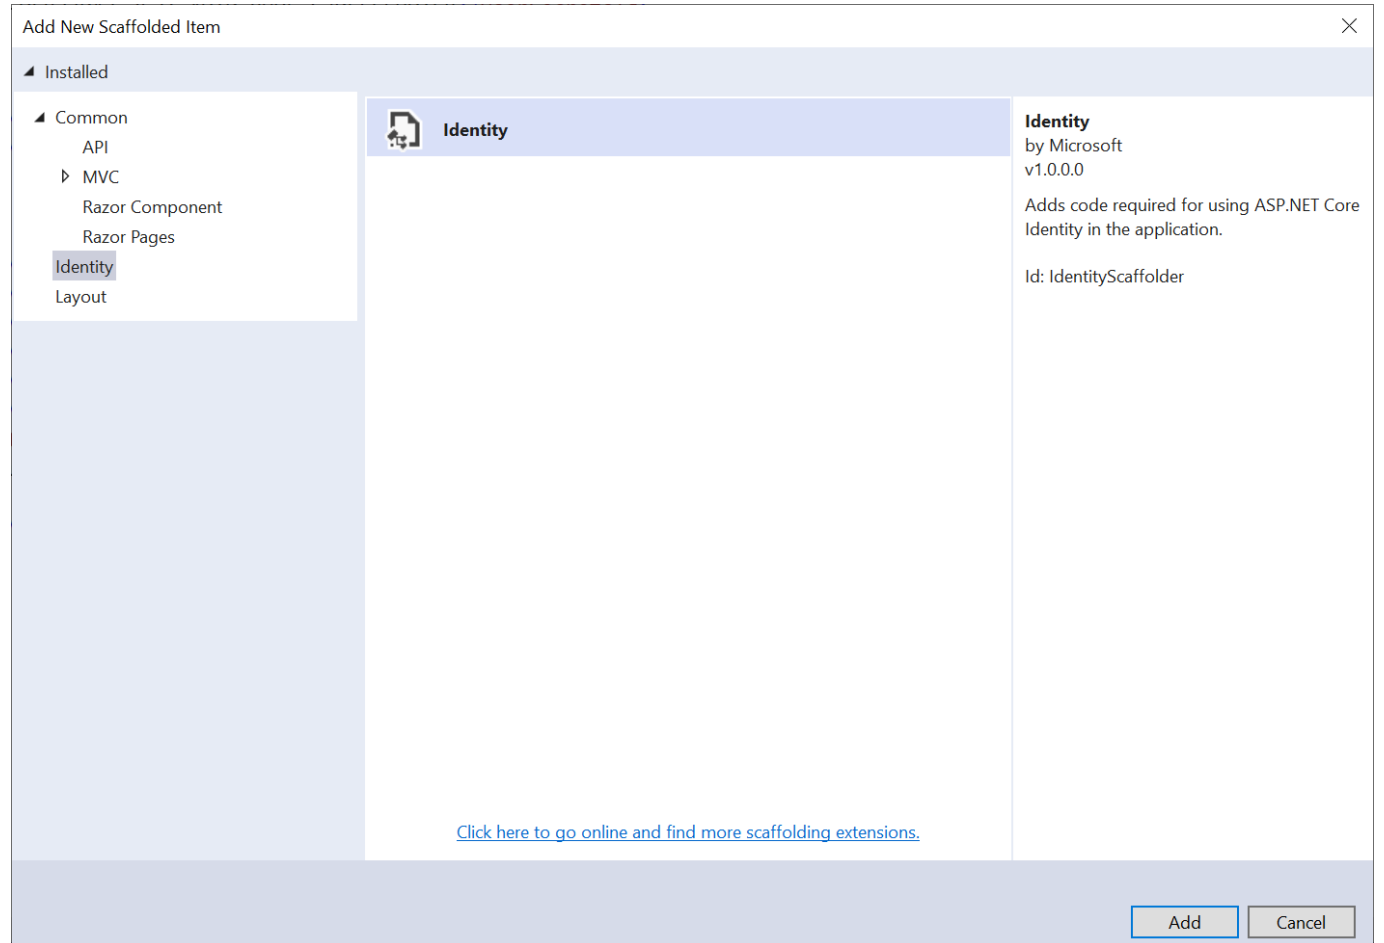 Add New Scaffolded Item
Installed
Common
API
MVC
Razor Component
Razor Pages
Identity
Layout
Identity
Identity
by Microsoft
v1.0.0.0
Adds code required for using ASP.NET Core
Identity in the application.
Id: IdentityScaffolder
Click here to go online and find more scaffolding extensions.
Add
Cancel